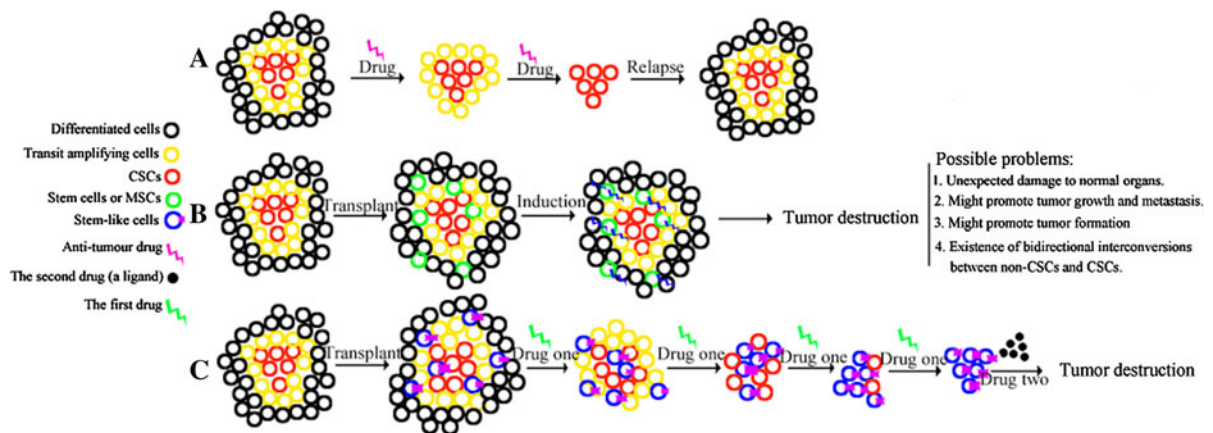 A
Drug
Drug
Relapse
Differentiated cells
Transit amplifying cells
CSCs
Stem cells or MSCs
Stem-like cells
Anti-tumour drug
The second drug (a ligand)
The first drug
B
Transplant
Induction
Tumor destruction
Possible problems:
1. Unexpected damage to normal organs.
2. Might promote tumor growth and metastasis.
3. Might promote tumor formation
4. Existence of bidirectional interconversions
between non-CSCs and CSCs.
C
Transplant
Drug one
Drug one
Drug one
Drug one
Drug two
Tumor destruction